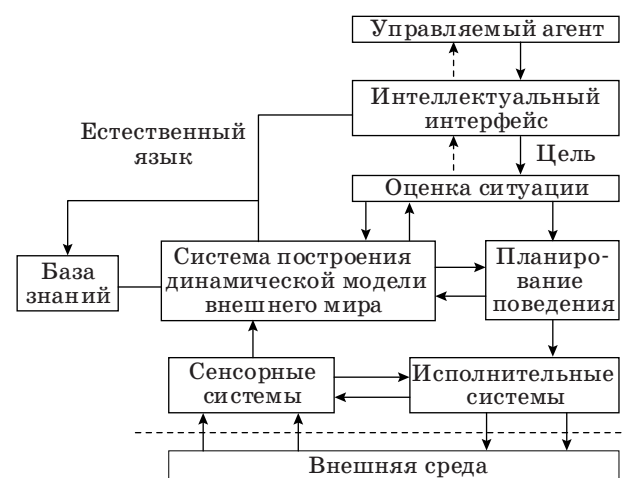 Управляемый агент
Интеллектуальный
интерфейс
Естественный
язык
Цель
Оценка ситуации
База
знаний
Система построения
динамической модели
внешнего мира
Планиро-
вание
поведения
Сенсорные
системы
Исполнительные
системы
Внешняя среда